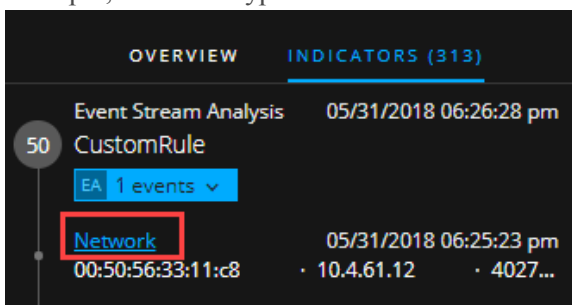 OVERVIEW INDICATORS (313)
Event Stream Analysis 05/31/2018 06:26:28 pm
50 CustomRule
EA 1 events
Network 05/31/2018 06:25:23 pm
00:50:56:33:11:c8 · 10.4.61.12 · 4027...